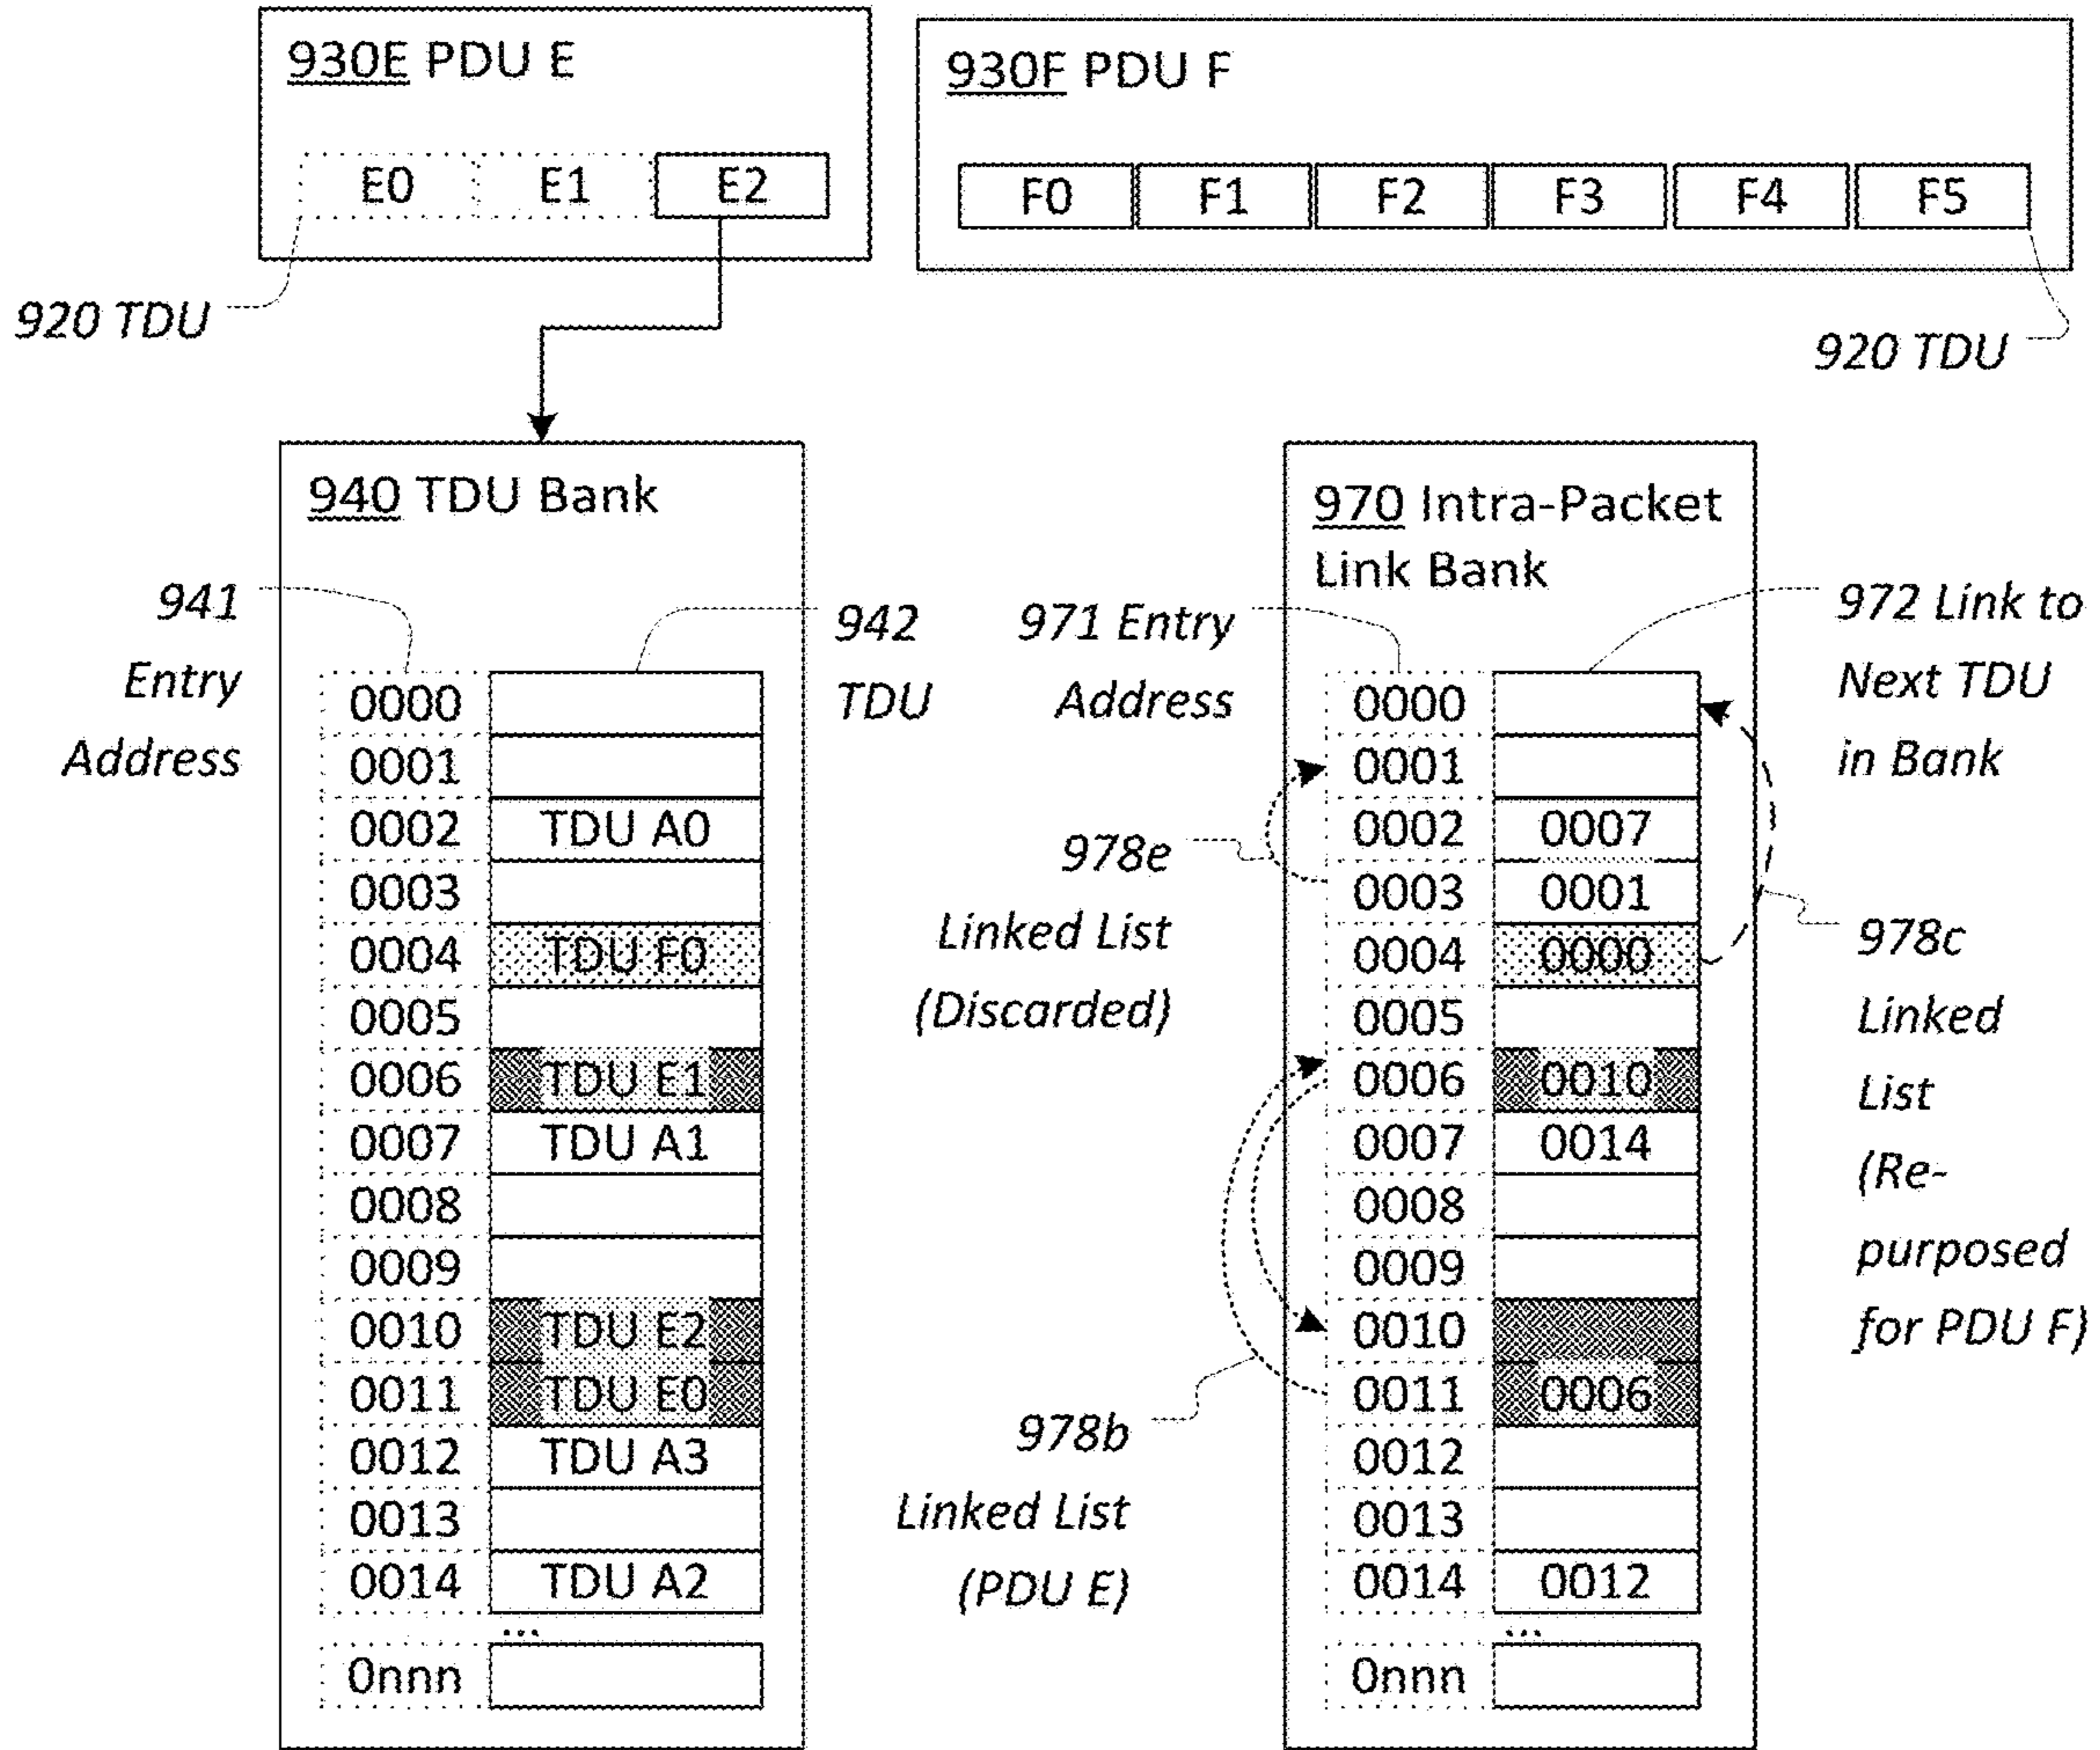 930E PDU E
E0 E1 E2
920 TDU
930F PDU F
F0 F1 F2 F3 F4 F5
920 TDU
940 TDU Bank
941
Entry
Address
942
TDU
0000
0001
0002 TDU A0
0003
0004 TDU F0
0005
0006 TDU E1
0007 TDU A1
0008
0009
0010 TDU E2
0011 TDU E0
0012 TDU A3
0013
0014 TDU A2
...
0nnn
970 Intra-Packet
Link Bank
971 Entry
Address
972 Link to
Next TDU
in Bank
0000
0001
0002 0007
0003 0001
0004 0000
0005
0006 0010
0007 0014
0008
0009
0010
0011 0006
0012
0013
0014 0012
...
0nnn
978e
Linked List
(Discarded)
978b
Linked List
(PDU E)
978c
Linked
List
(Re-
purposed
for PDU F)